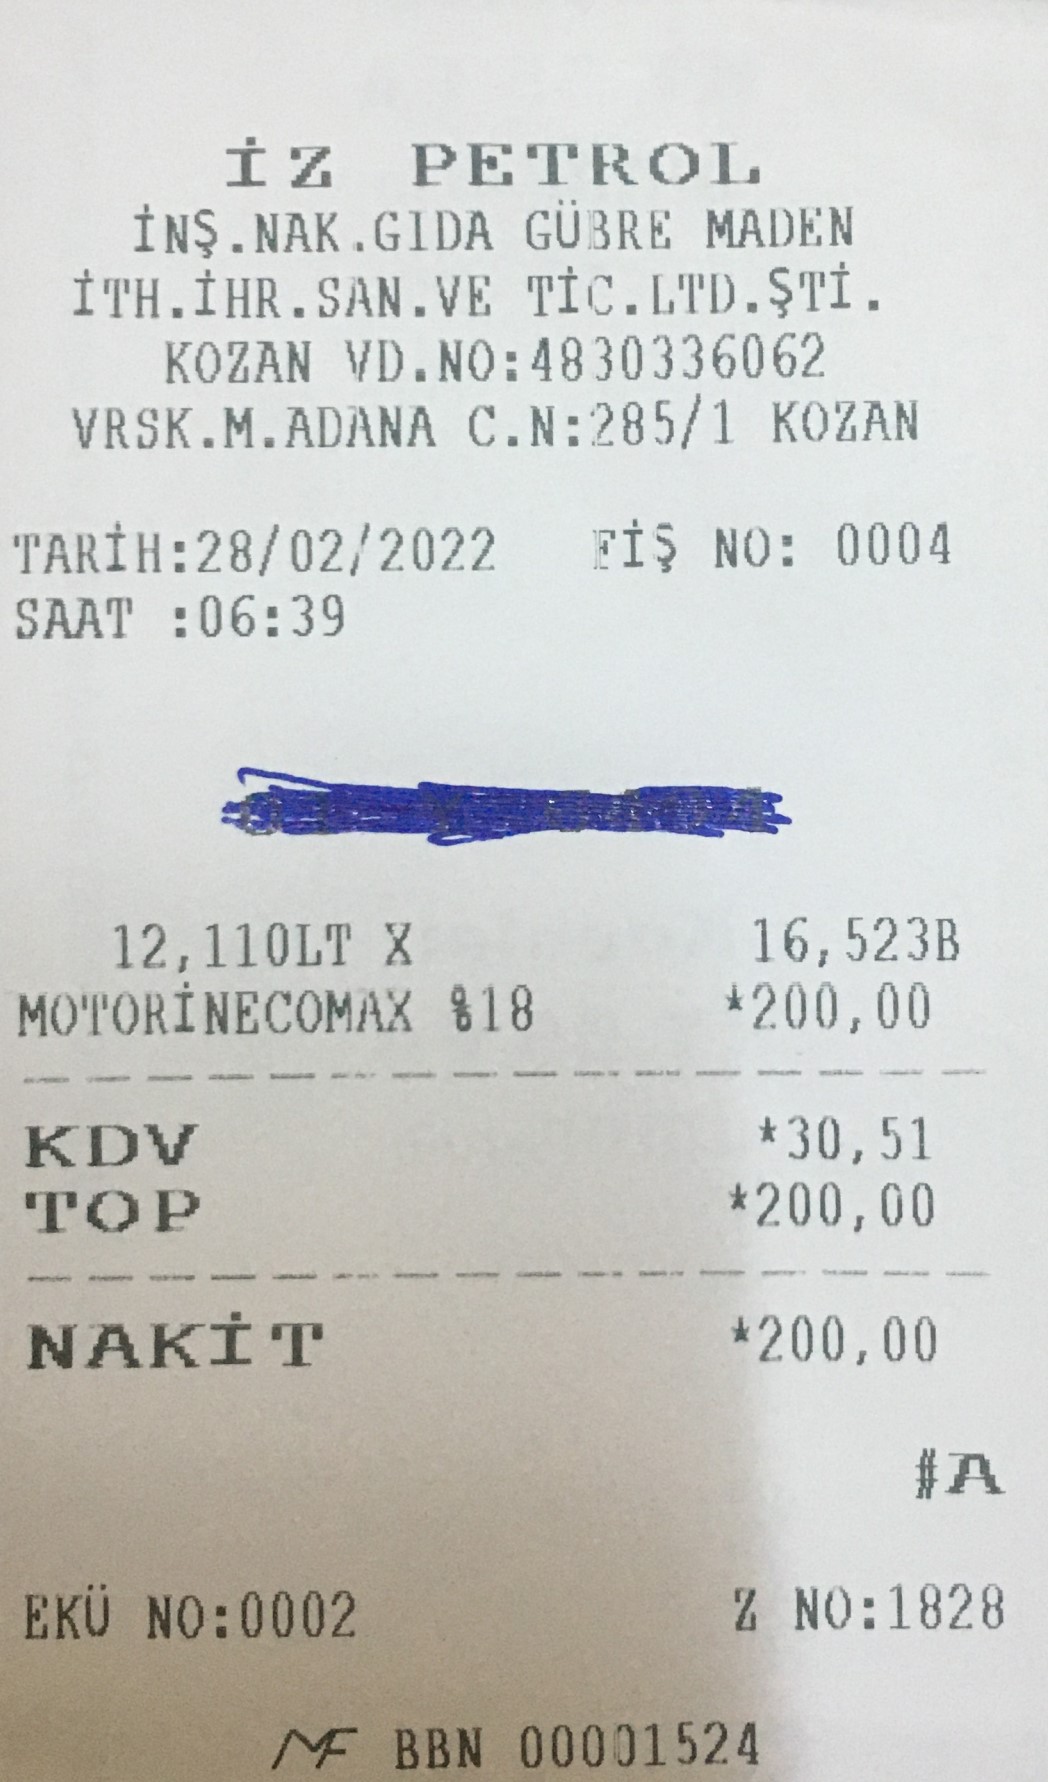 İZ PETROL
İNŞ.NAK.GIDA GÜBRE MADEN
İTH.İHR.SAN.VE TİC.LTD.ŞTİ.
KOZAN VD.NO:4830336062
VRSK.M.ADANA C.N:285/1 KOZAN
TARİH:28/02/2022 FİŞ NO: 0004
SAAT :06:39
12,110LT X 16,523B
MOTORİNECOMAX %18 *200,00
KDV *30,51
TOP *200,00
NAKİT *200,00
#A
EKÜ NO:0002 Z NO:1828
MF BBN 00001524